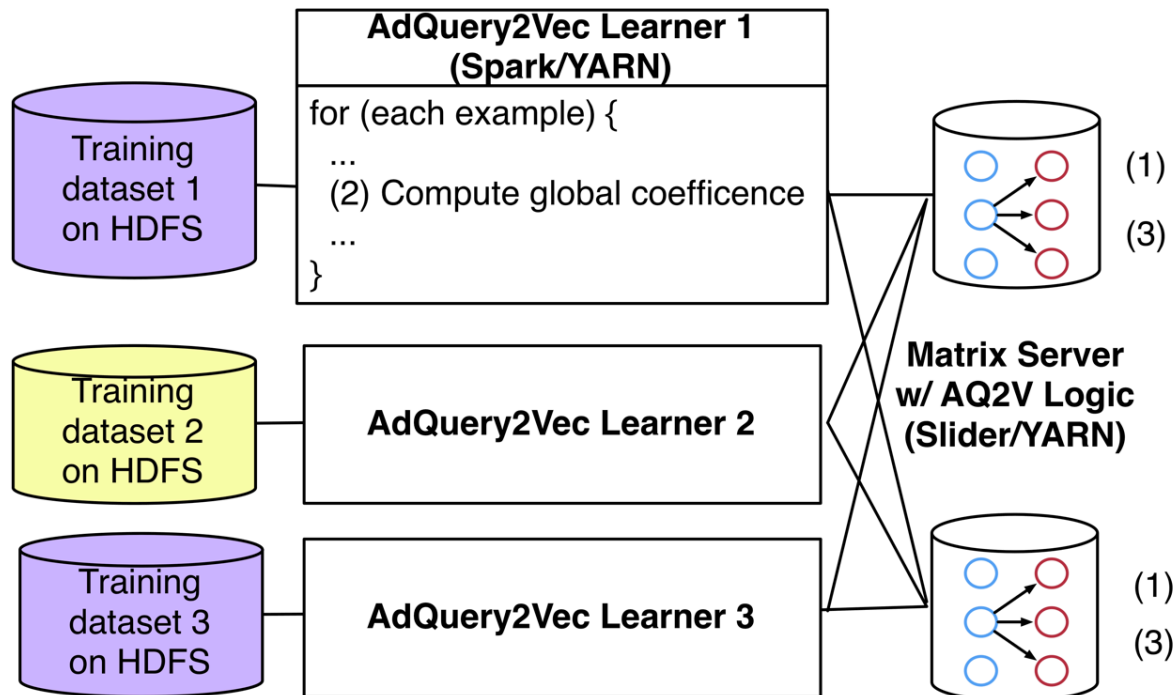 AdQuery2Vec Learner 1
(Spark/YARN)
Training
dataset 1
on HDFS
for (each example) {
...
(2) Compute global coefficence
...
}
(1)
(3)
Training
dataset 2
on HDFS
AdQuery2Vec Learner 2
Matrix Server
w/ AQ2V Logic
(Slider/YARN)
Training
dataset 3
on HDFS
AdQuery2Vec Learner 3
(1)
(3)